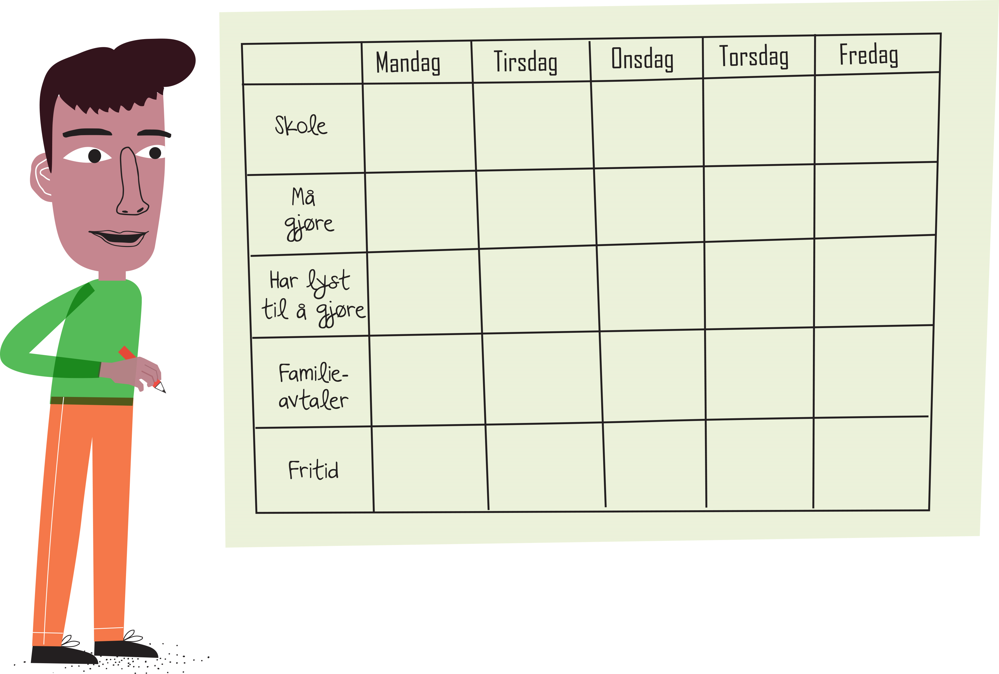 Mandag Tirsdag Onsdag Torsdag Fredag
Skole
Må
gjøre
Har lyst
til å gjøre
Familie-
avtaler
Fritid